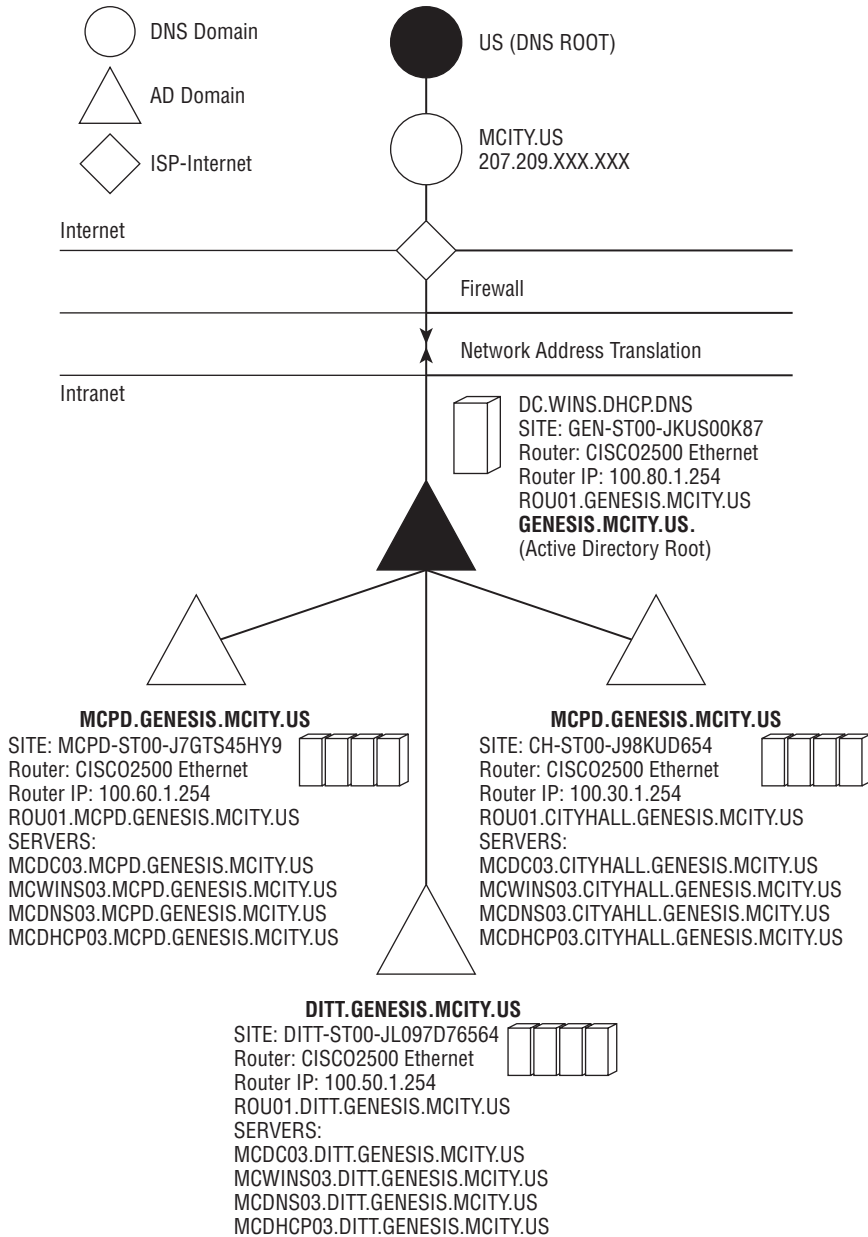 DNS Domain
AD Domain
ISP-Internet
US (DNS ROOT)
MCITY.US
207.209.XXX.XXX
Internet
Firewall
Network Address Translation
Intranet
DC.WINS.DHCP.DNS
SITE: GEN-ST00-JKUS00K87
Router: CISCO2500 Ethernet
Router IP: 100.80.1.254
ROU01.GENESIS.MCITY.US
GENESIS.MCITY.US.
(Active Directory Root)
MCPD.GENESIS.MCITY.US
SITE: MCPD-ST00-J7GTS45HY9
Router: CISCO2500 Ethernet
Router IP: 100.60.1.254
ROU01.MCPD.GENESIS.MCITY.US
SERVERS:
MCDC03.MCPD.GENESIS.MCITY.US
MCWINS03.MCPD.GENESIS.MCITY.US
MCDNS03.MCPD.GENESIS.MCITY.US
MCDHCP03.MCPD.GENESIS.MCITY.US
MCPD.GENESIS.MCITY.US
SITE: CH-ST00-J98KUD654
Router: CISCO2500 Ethernet
Router IP: 100.30.1.254
ROU01.CITYHALL.GENESIS.MCITY.US
SERVERS:
MCDC03.CITYHALL.GENESIS.MCITY.US
MCWINS03.CITYHALL.GENESIS.MCITY.US
MCDNS03.CITYAHLL.GENESIS.MCITY.US
MCDHCP03.CITYHALL.GENESIS.MCITY.US
DITT.GENESIS.MCITY.US
SITE: DITT-ST00-JL097D76564
Router: CISCO2500 Ethernet
Router IP: 100.50.1.254
ROU01.DITT.GENESIS.MCITY.US
SERVERS:
MCDC03.DITT.GENESIS.MCITY.US
MCWINS03.DITT.GENESIS.MCITY.US
MCDNS03.DITT.GENESIS.MCITY.US
MCDHCP03.DITT.GENESIS.MCITY.US